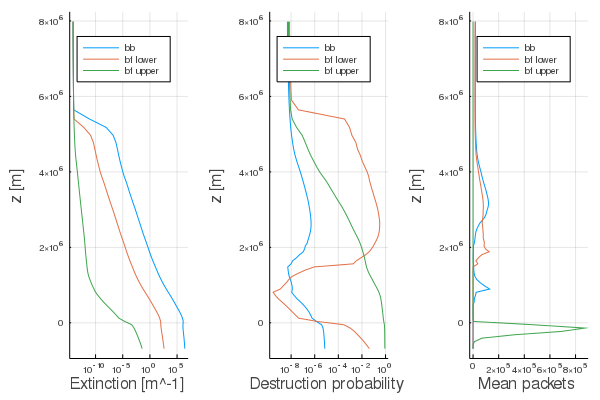 8×10⁶
6×10⁶
4×10⁶
2×10⁶
0
z [m]
bb
bf lower
bf upper
10⁻¹⁰
10⁻⁵
10⁰
10⁵
Extinction [m^-1]
8×10⁶
6×10⁶
4×10⁶
2×10⁶
0
z [m]
bb
bf lower
bf upper
10⁻⁸
10⁻⁶
10⁻⁴
10⁻²
10⁰
Destruction probability
8×10⁶
6×10⁶
4×10⁶
2×10⁶
0
z [m]
bb
bf lower
bf upper
0
2×10⁵
4×10⁵
6×10⁵
8×10⁵
Mean packets